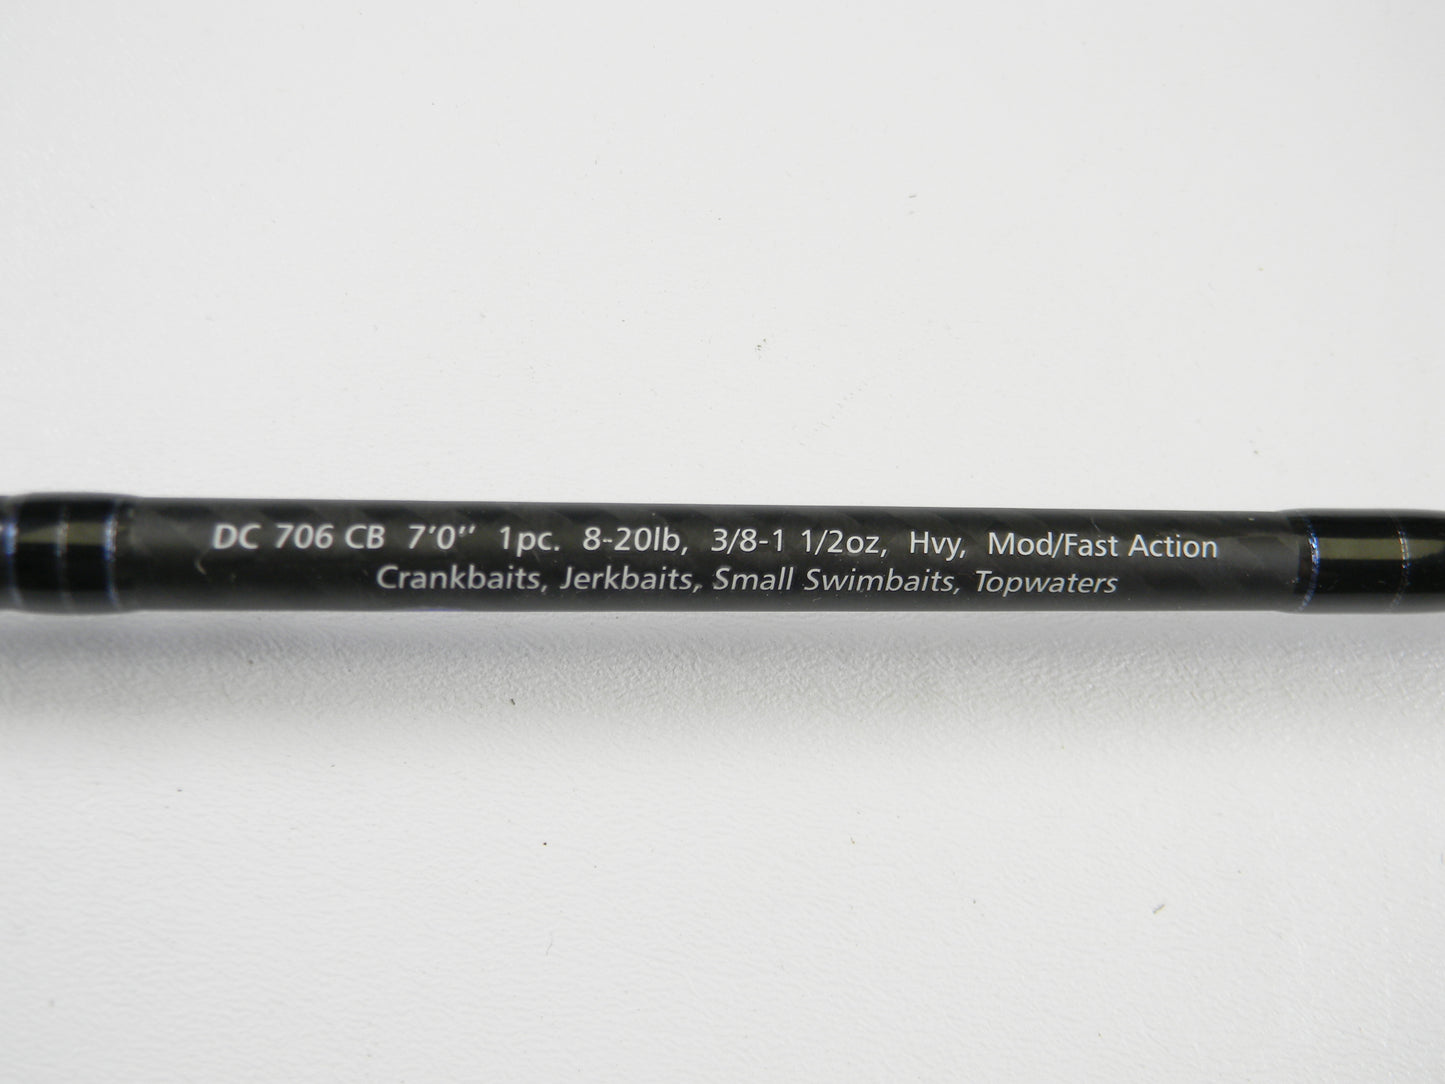 DC 706 CB 7'0'' 1pc. 8-20lb, 3/8-1 1/2oz, Hvy, Mod/Fast Action
Crankbaits, Jerkbaits, Small Swimbaits, Topwaters